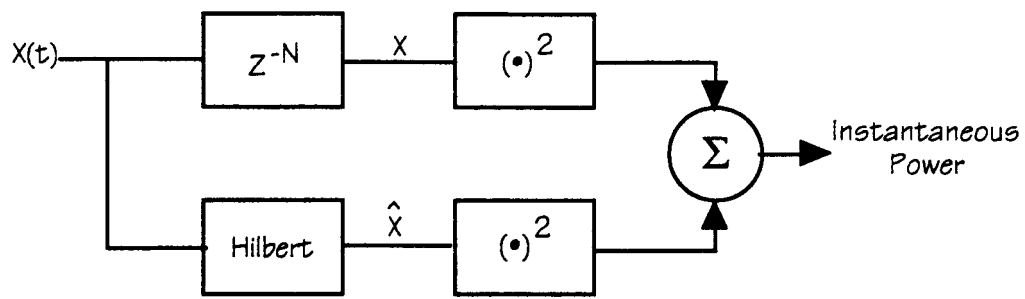 X(t)
Z⁻ᴺ
X
(•)²
Σ
Instantaneous
Power
Hilbert
X̂
(•)²